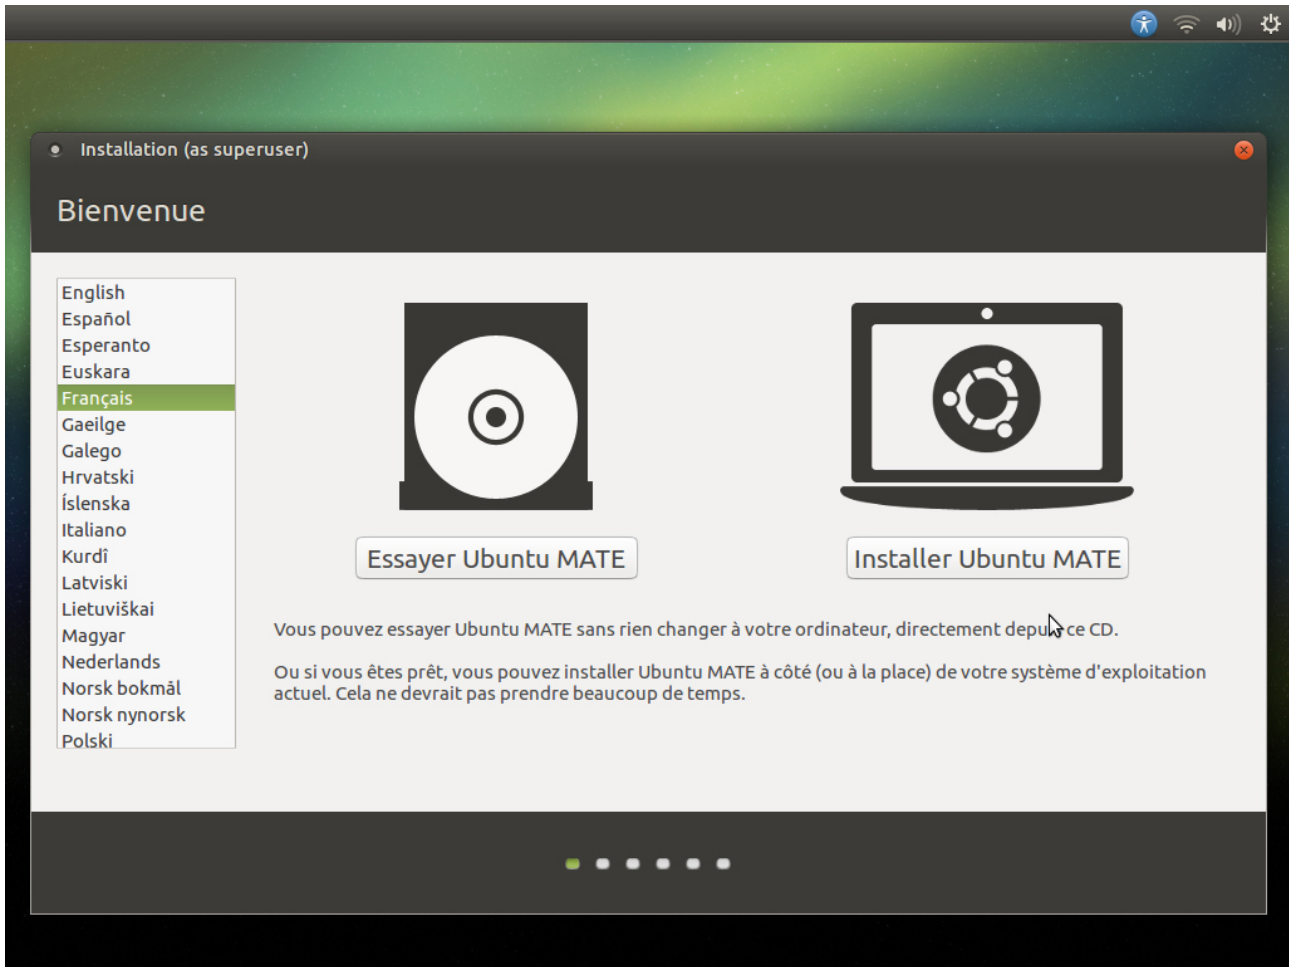 Installation (as superuser)
Bienvenue
English
Español
Esperanto
Euskara
Français
Gaeilge
Galego
Hrvatski
Íslenska
Italiano
Kurdî
Latviski
Lietuviškai
Magyar
Nederlands
Norsk bokmål
Norsk nynorsk
Polski
Essayer Ubuntu MATE
Installer Ubuntu MATE
Vous pouvez essayer Ubuntu MATE sans rien changer à votre ordinateur, directement depuis ce CD.
Ou si vous êtes prêt, vous pouvez installer Ubuntu MATE à côté (ou à la place) de votre système d'exploitation
actuel. Cela ne devrait pas prendre beaucoup de temps.